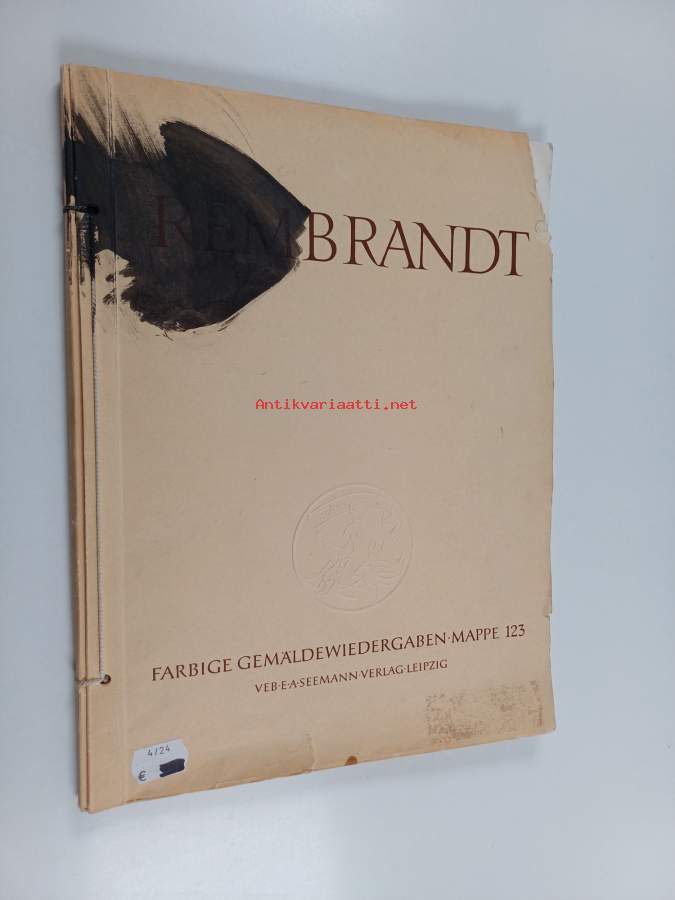 REMBRANDT
Antikvariaatti.net
FARBIGE GEMÄLDEWIEDERGABEN·MAPPE 123
VEB·E·A·SEEMANN·VERLAG·LEIPZIG
4/24
€